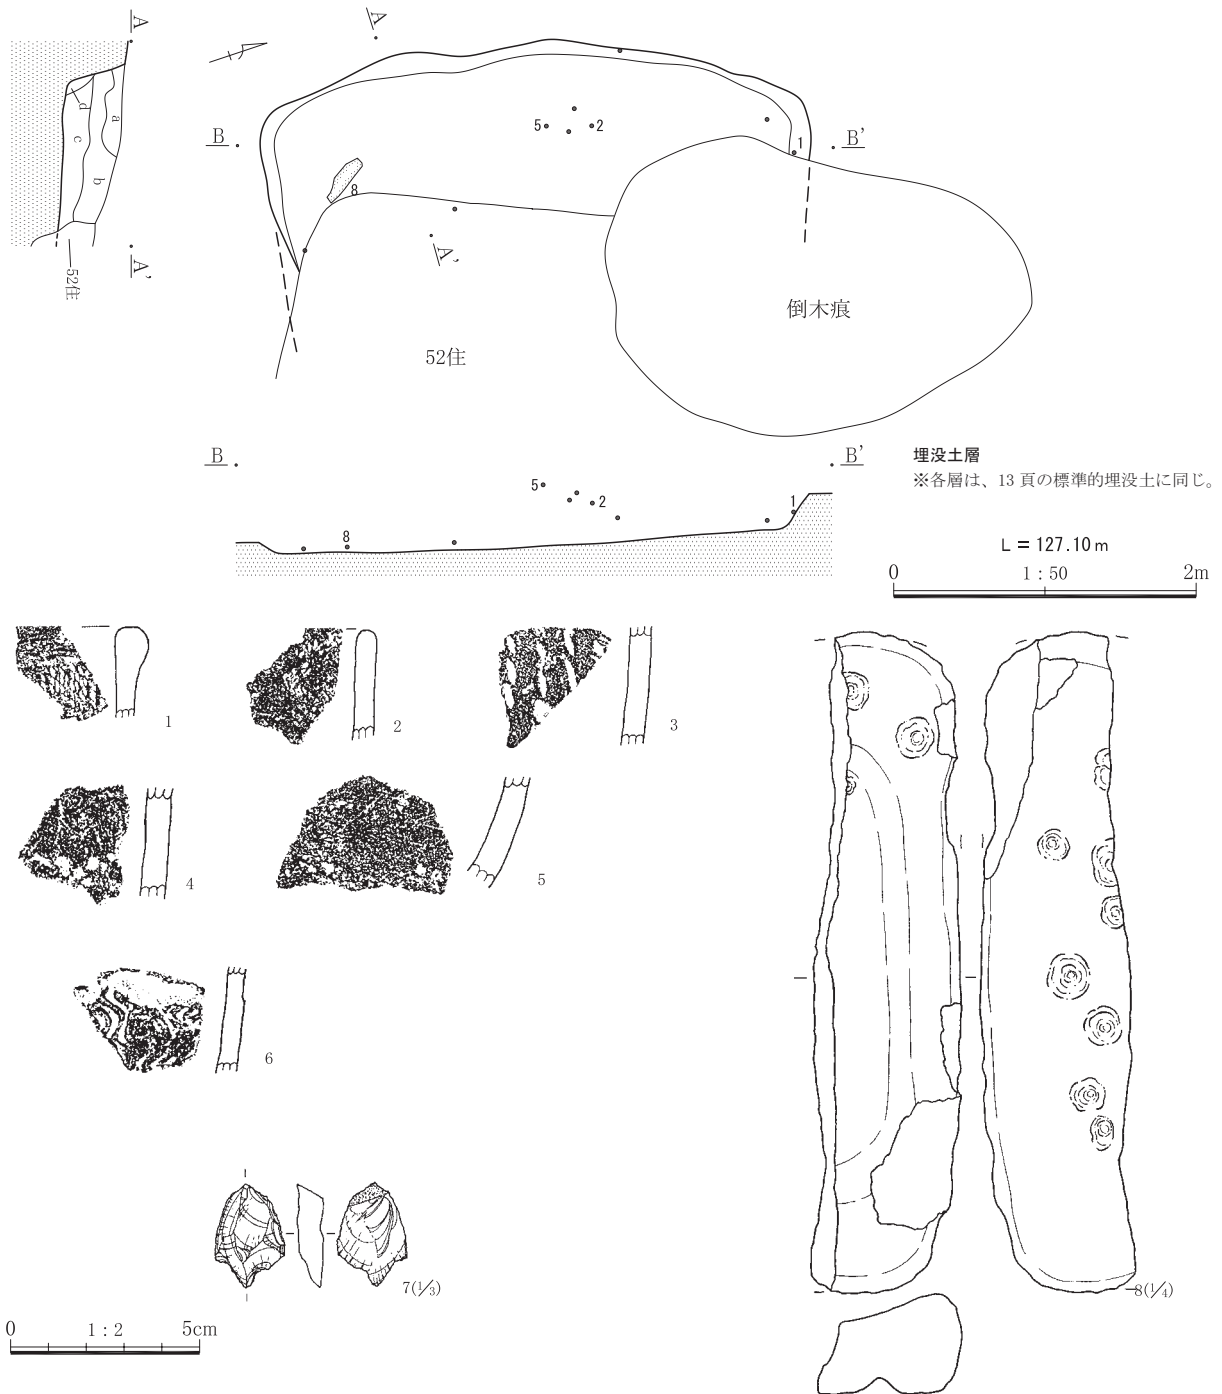 A
a
b
c
d
52住
A'
A
B
B'
5
2
1
8
A'
倒木痕
52住
B
B'
5
2
1
8
埋没土層
※各層は、13 頁の標準的埋没土に同じ。
L = 127.10 m
0 1 : 50 2m
1
2
3
4
5
6
7(1/3)
8(1/4)
0 1 : 2 5cm